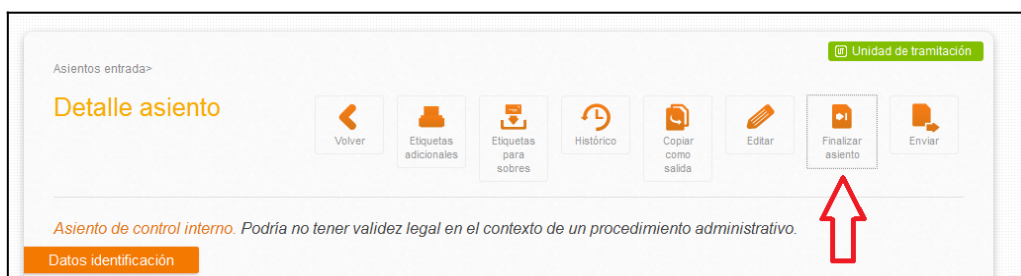 Unidad de tramitación
Asientos entrada>
Detalle asiento
Volver
Etiquetas
adicionales
Etiquetas
para
sobres
Histórico
Copiar
como
salida
Editar
Finalizar
asiento
Enviar
Asiento de control interno. Podría no tener validez legal en el contexto de un procedimiento administrativo.
Datos identificación